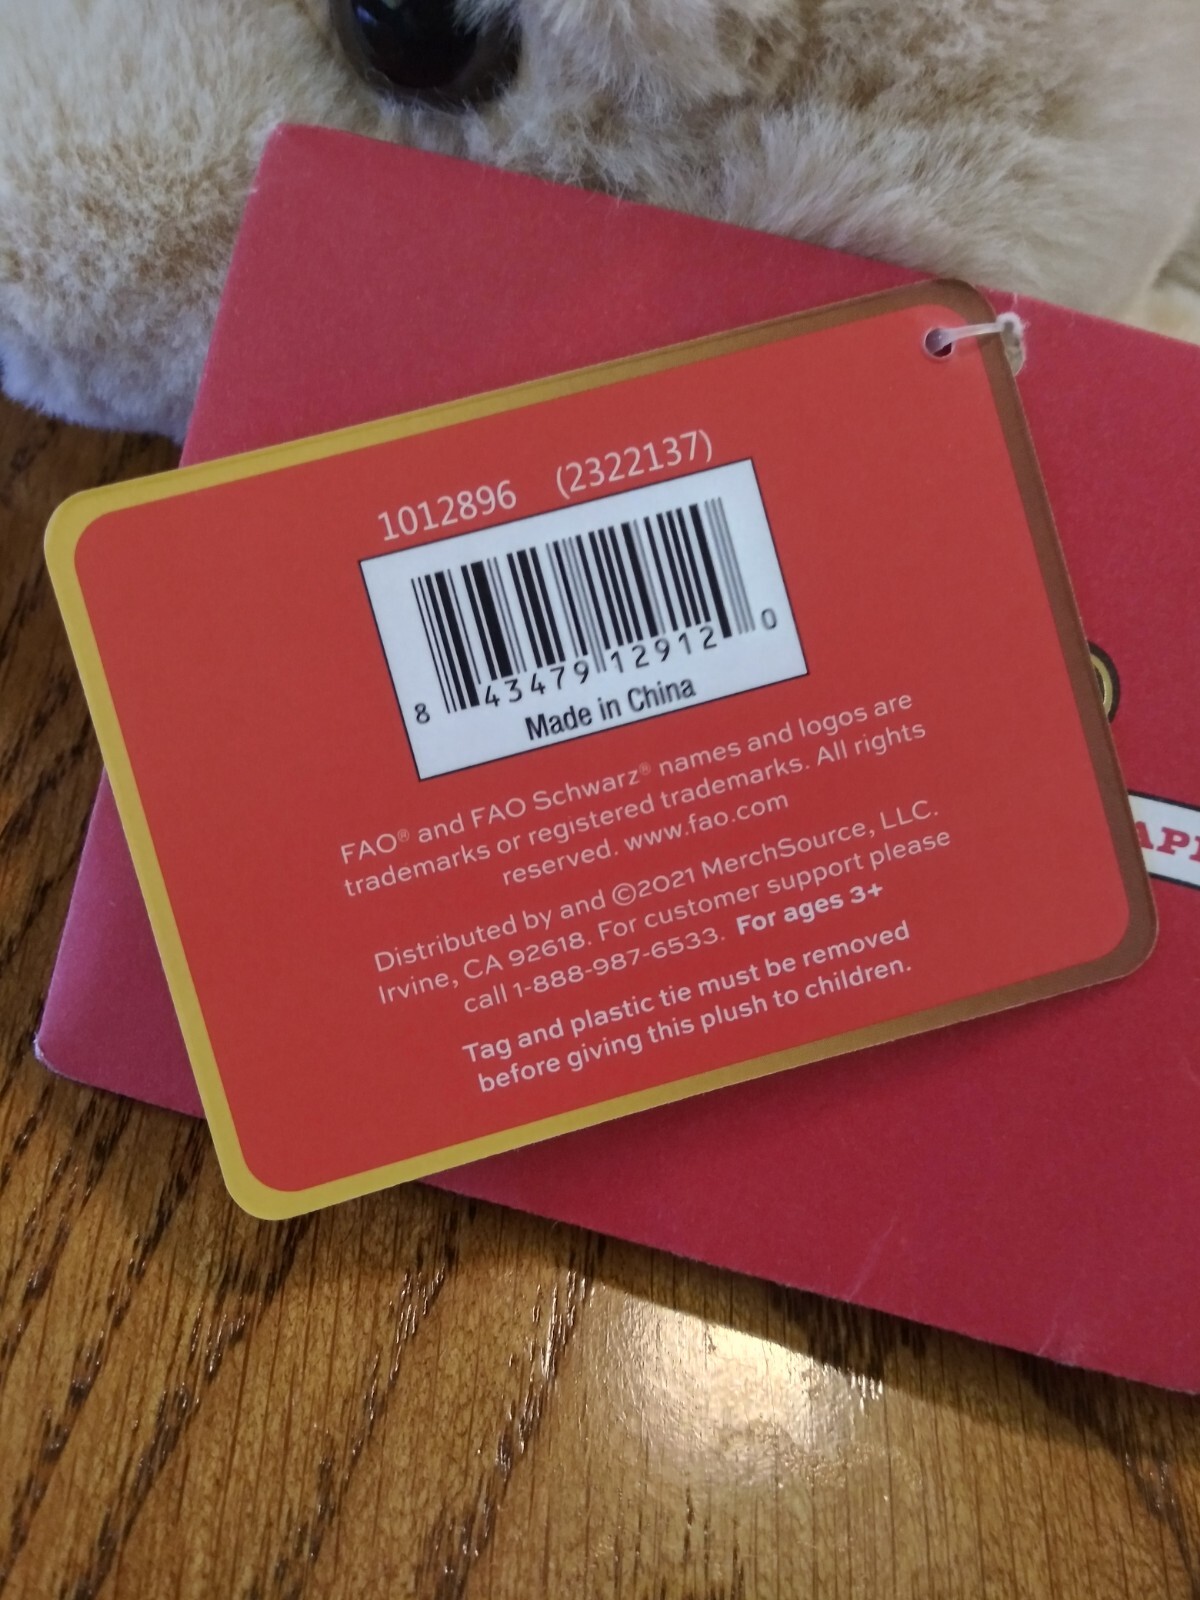 1012896 (2322137)
8 43479 12912 0
Made in China
FAO® and FAO Schwarz® names and logos are
trademarks or registered trademarks. All rights
reserved. www.fao.com
Distributed by and ©2021 MerchSource, LLC.
Irvine, CA 92618. For customer support please
call 1-888-987-6533. For ages 3+
Tag and plastic tie must be removed
before giving this plush to children.